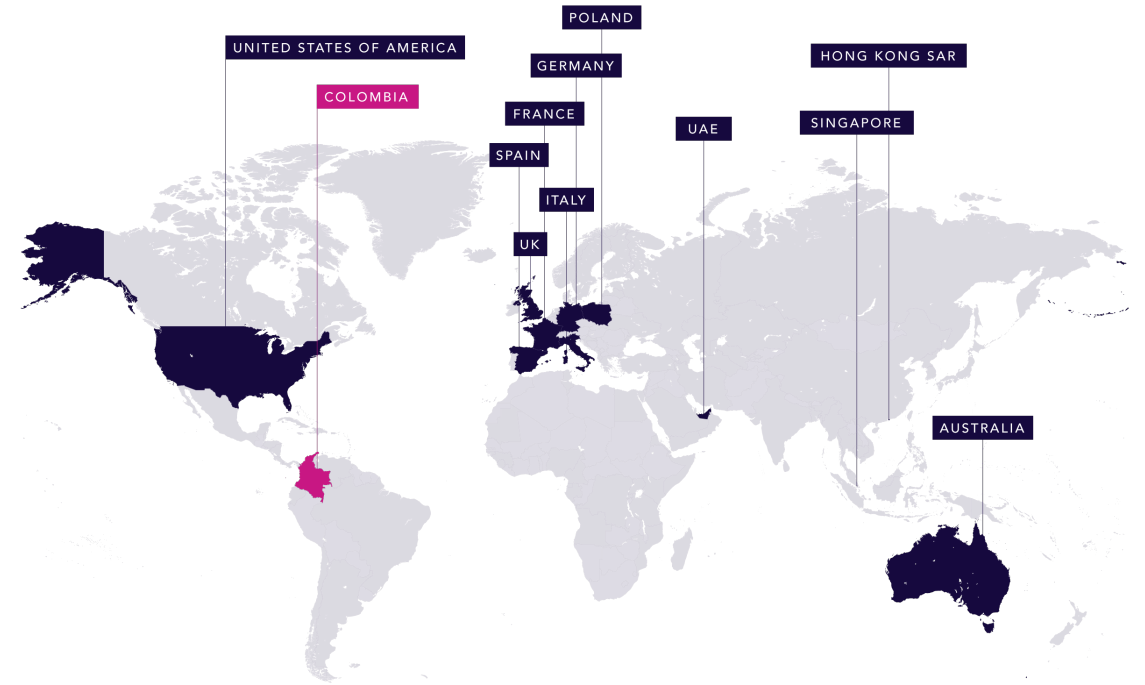 POLAND
UNITED STATES OF AMERICA
HONG KONG SAR
GERMANY
COLOMBIA
FRANCE
SINGAPORE
UAE
SPAIN
ITALY
UK
AUSTRALIA